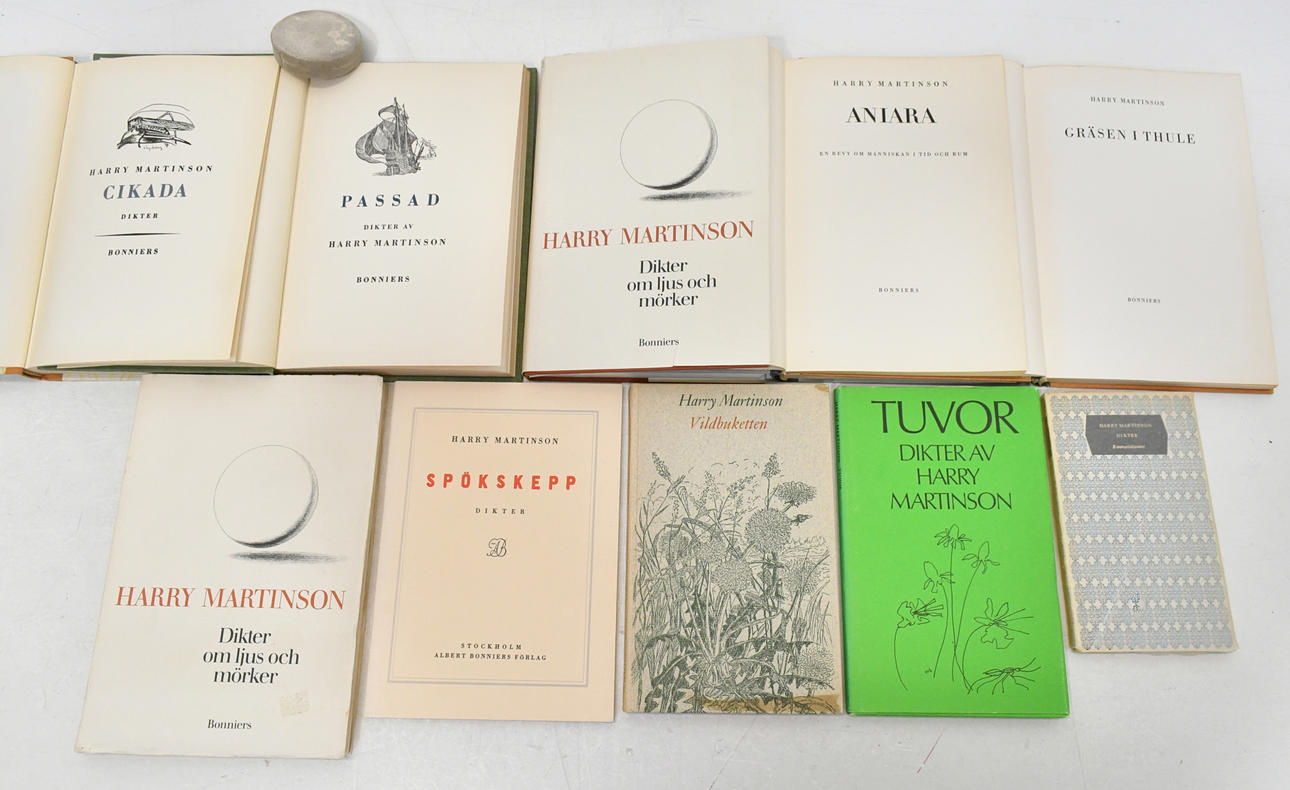 HARRY MARTINSON
CIKADA
DIKTER
BONNIERS
PASSAD
DIKTER AV
HARRY MARTINSON
BONNIERS
HARRY MARTINSON
Dikter
om ljus och
mörker
Bonniers
HARRY MARTINSON
ANIARA
EN REVY OM MÄNNISKAN I TID OCH RUM
BONNIERS
HARRY MARTINSON
GRÄSEN I THULE
BONNIERS
HARRY MARTINSON
Dikter
om ljus och
mörker
Bonniers
HARRY MARTINSON
SPÖKSKEPP
DIKTER
STOCKHOLM
ALBERT BONNIERS FÖRLAG
Harry Martinson
Vildbuketten
TUVOR
DIKTER AV
HARRY
MARTINSON
HARRY MARTINSON
DIKTER